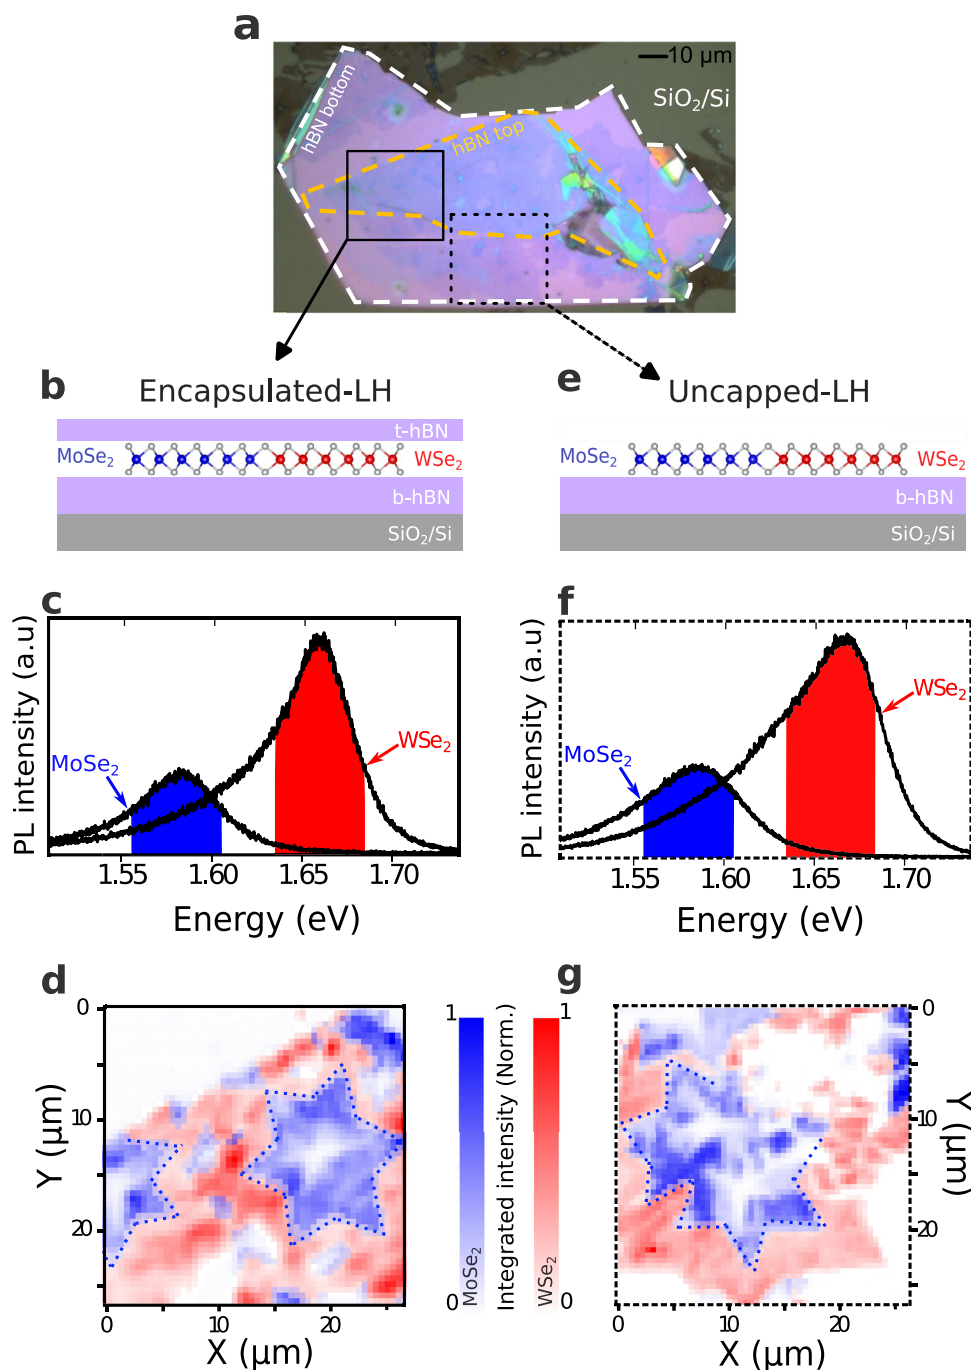 a
10 μm
SiO₂/Si
hBN bottom
hBN top
b
Encapsulated-LH
t-hBN
MoSe₂
WSe₂
b-hBN
SiO₂/Si
e
Uncapped-LH
MoSe₂
WSe₂
b-hBN
SiO₂/Si
c
PL intensity (a.u)
MoSe₂
WSe₂
1.55 1.60 1.65 1.70
Energy (eV)
f
PL intensity (a.u)
MoSe₂
WSe₂
1.55 1.60 1.65 1.70
Energy (eV)
d
0
10
20
Y (μm)
0 10 20
X (μm)
1
0
MoSe₂
Integrated intensity (Norm.)
1
0
WSe₂
g
0
10
20
Y (μm)
0 10 20
X (μm)